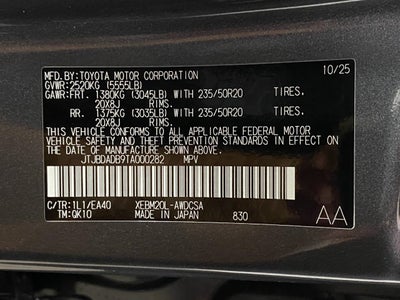 MFD.BY:TOYOTA MOTOR CORPORATION 10/25
GVWR:2520KG (5555LB)
GAWR:FRT. 1380KG (3045LB) WITH 235/50R20 TIRES.
20X8J RIMS.
RR. 1375KG (3035LB) WITH 235/50R20 TIRES.
20X8J RIMS.
THIS VEHICLE CONFORMS TO ALL APPLICABLE FEDERAL MOTOR
VEHICLE SAFETY,BUMPER,AND THEFT PREVENTION STANDARDS IN
EFFECT ON THE DATE OF MANUFACTURE SHOWN ABOVE.
JTJBDADB9TA000282 MPV
C/TR:1L1/EA40 XEBM20L-AWDCSA
TM:QK10 MADE IN JAPAN 830
AA